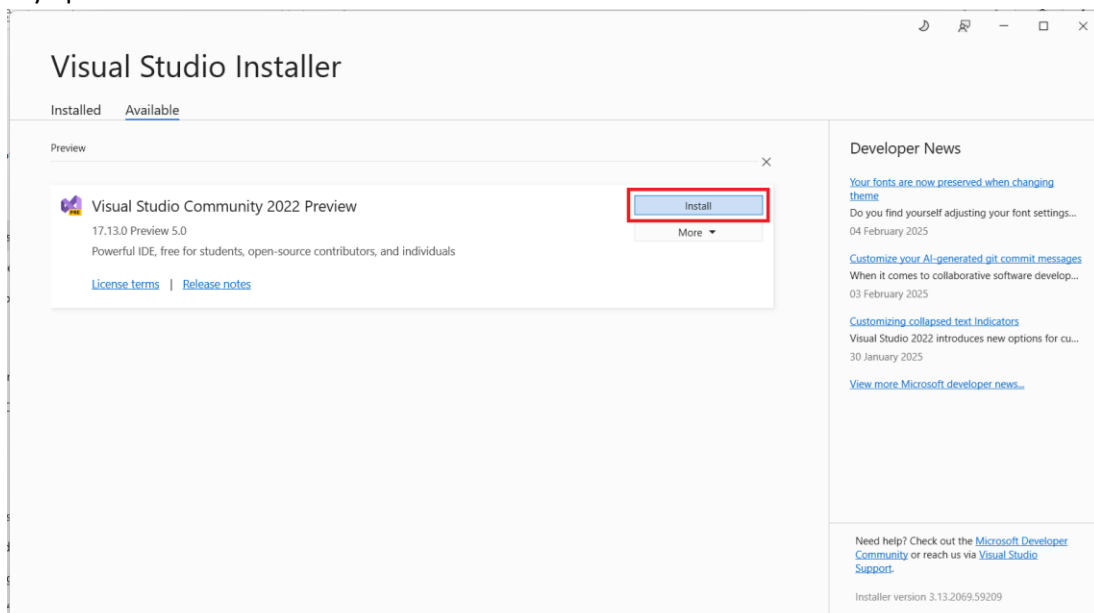 Visual Studio Installer
Installed Available
Preview
Visual Studio Community 2022 Preview
17.13.0 Preview 5.0
Powerful IDE, free for students, open-source contributors, and individuals
License terms | Release notes
Install
More
PRE
Developer News
Your fonts are now preserved when changing
theme
Do you find yourself adjusting your font settings...
04 February 2025
Customize your AI-generated git commit messages
When it comes to collaborative software develop...
03 February 2025
Customizing collapsed text Indicators
Visual Studio 2022 introduces new options for cu...
30 January 2025
View more Microsoft developer news...
Need help? Check out the Microsoft Developer
Community or reach us via Visual Studio
Support.
Installer version 3.13.2069.59209